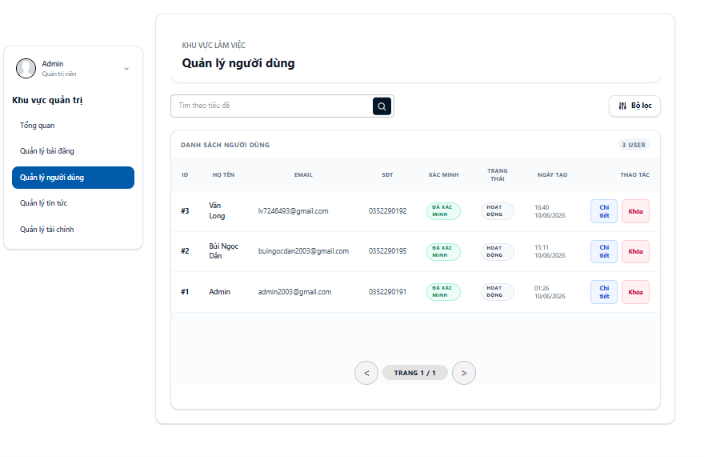 Admin
Quản trị viên
Khu vực quản trị
Tổng quan
Quản lý bài đăng
Quản lý người dùng
Quản lý tin tức
Quản lý tài chính
KHU VỰC LÀM VIỆC
Quản lý người dùng
Tìm theo tiêu đề
Bộ lọc
DANH SÁCH NGƯỜI DÙNG
3 USER
ID HỌ TÊN EMAIL SĐT XÁC MINH TRẠNG THÁI NGÀY TẠO THAO TÁC
#3 Văn Long lv7246493@gmail.com 0352290192 ĐÃ XÁC MINH HOẠT ĐỘNG 16:40 10/06/2026 Chi tiết Khóa
#2 Bùi Ngọc Dân buingocdan2003@gmail.com 0352290195 ĐÃ XÁC MINH HOẠT ĐỘNG 15:11 10/06/2026 Chi tiết Khóa
#1 Admin admin2003@gmail.com 0352290191 ĐÃ XÁC MINH HOẠT ĐỘNG 01:26 10/06/2026 Chi tiết Khóa
< TRANG 1 / 1 >